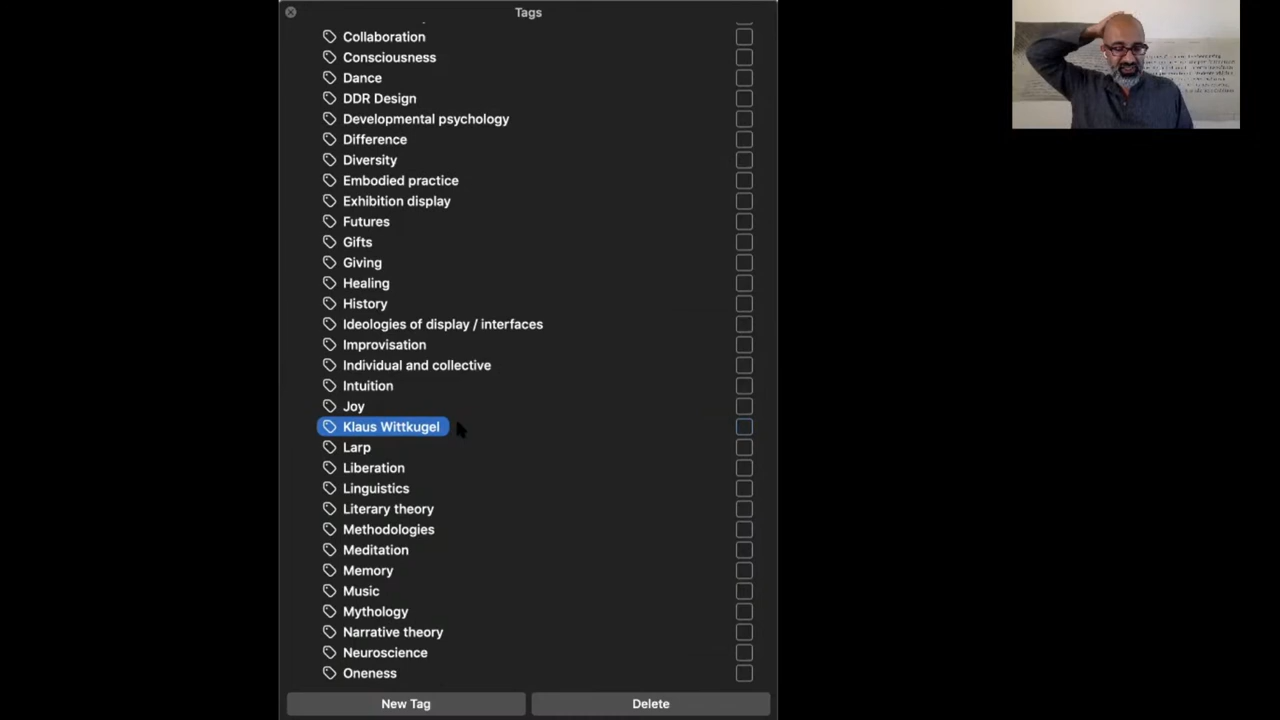 Tags
Collaboration
Consciousness
Dance
DDR Design
Developmental psychology
Difference
Diversity
Embodied practice
Exhibition display
Futures
Gifts
Giving
Healing
History
Ideologies of display / interfaces
Improvisation
Individual and collective
Intuition
Joy
Klaus Wittkugel
Larp
Liberation
Linguistics
Literary theory
Methodologies
Meditation
Memory
Music
Mythology
Narrative theory
Neuroscience
Oneness
New Tag
Delete